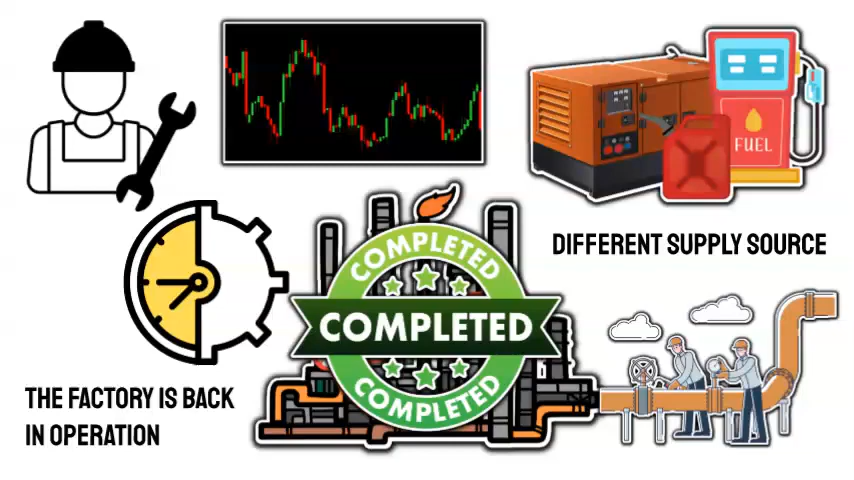 FUEL
DIFFERENT SUPPLY SOURCE
COMPLETED
COMPLETED
COMPLETED
THE FACTORY IS BACK
IN OPERATION